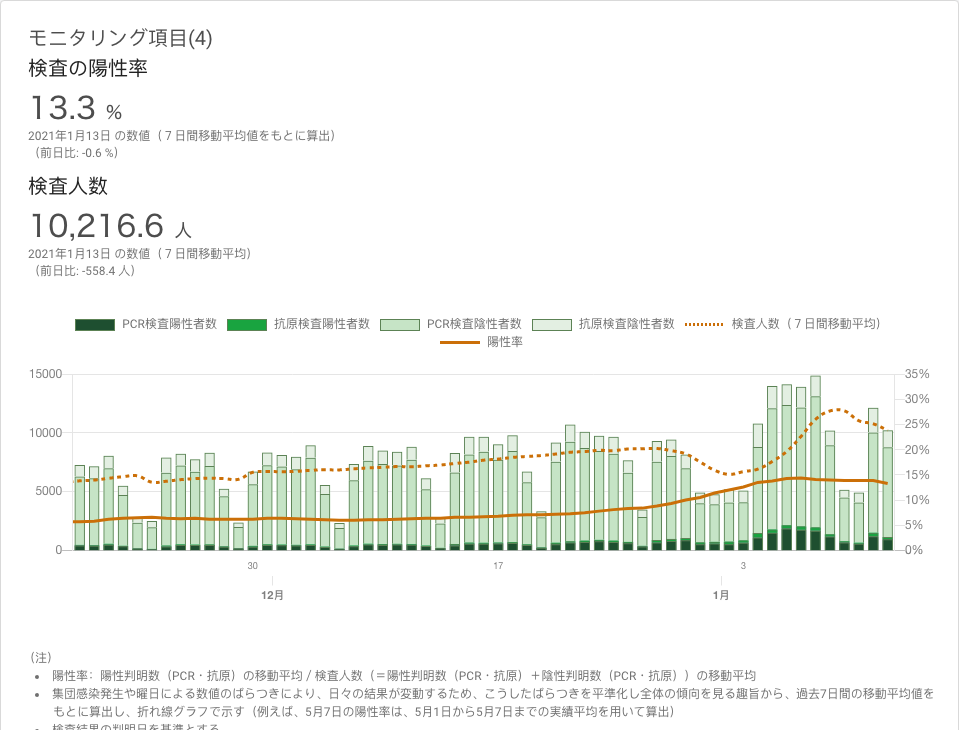 モニタリング項目(4)
検査の陽性率
13.3 %
2021年1月13日 の数値（７日間移動平均値をもとに算出）
（前日比: -0.6 %）
検査人数
10,216.6 人
2021年1月13日 の数値（７日間移動平均）
（前日比: -558.4 人）
PCR検査陽性者数 抗原検査陽性者数 PCR検査陰性者数 抗原検査陰性者数 検査人数（７日間移動平均）
陽性率
15000 35%
30%
10000 25%
20%
5000 15%
10%
5%
0 0%
30 17 3
12月 1月
（注）
• 陽性率：陽性判明数（PCR・抗原）の移動平均 / 検査人数（＝陽性判明数（PCR・抗原）＋陰性判明数（PCR・抗原））の移動平均
• 集団感染発生や曜日による数値のばらつきにより、日々の結果が変動するため、こうしたばらつきを平準化し全体の傾向を見る趣旨から、過去7日間の移動平均値を
もとに算出し、折れ線グラフで示す（例えば、5月7日の陽性率は、5月1日から5月7日までの実績平均を用いて算出）
• 検査結果の判明日を基準とする